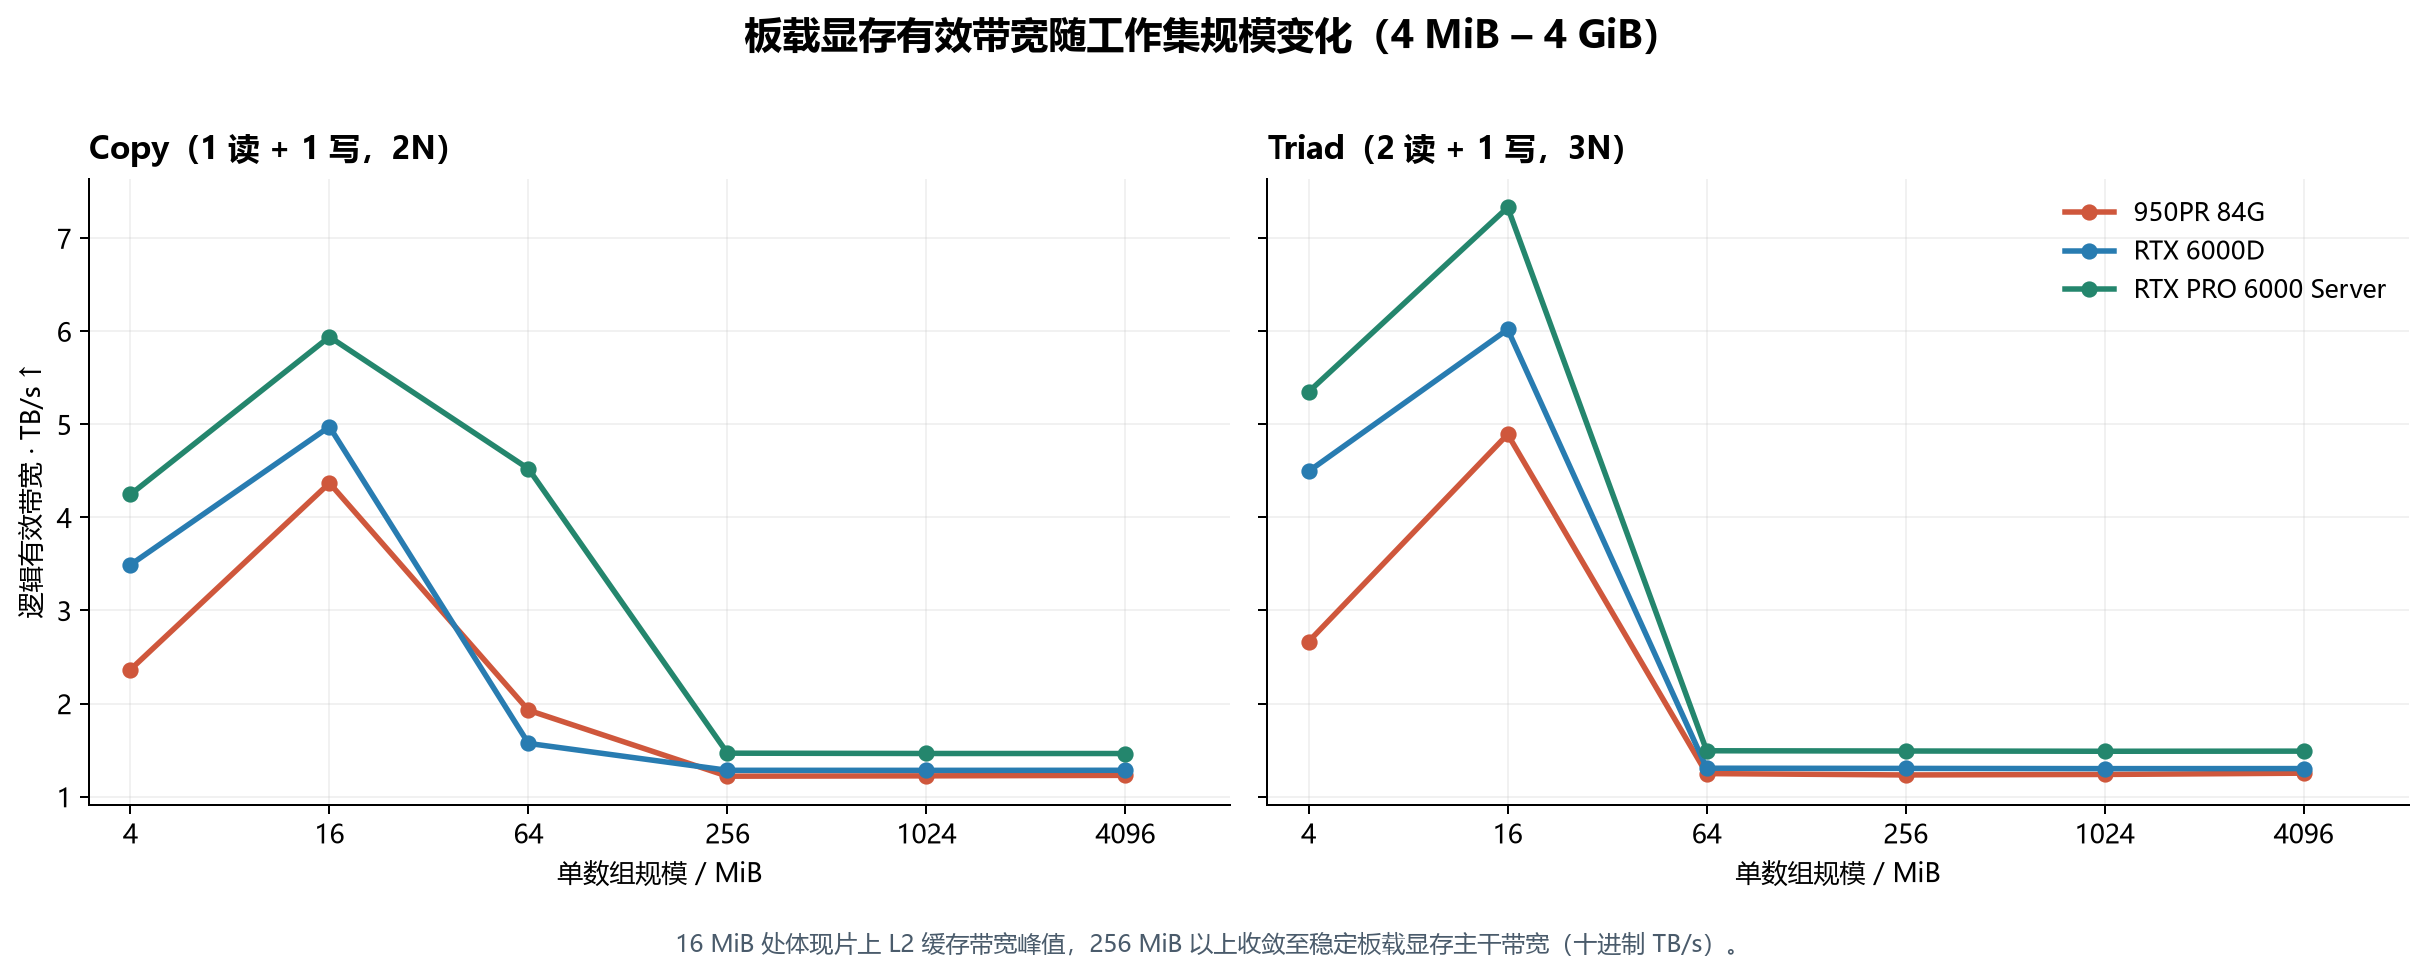 板载显存有效带宽随工作集规模变化（4 MiB – 4 GiB）
Copy（1 读 + 1 写，2N）
逻辑有效带宽 · TB/s ↑
7
6
5
4
3
2
1
4 16 64 256 1024 4096
单数组规模 / MiB
Triad（2 读 + 1 写，3N）
950PR 84G
RTX 6000D
RTX PRO 6000 Server
4 16 64 256 1024 4096
单数组规模 / MiB
16 MiB 处体现片上 L2 缓存带宽峰值，256 MiB 以上收敛至稳定板载显存主干带宽（十进制 TB/s）。